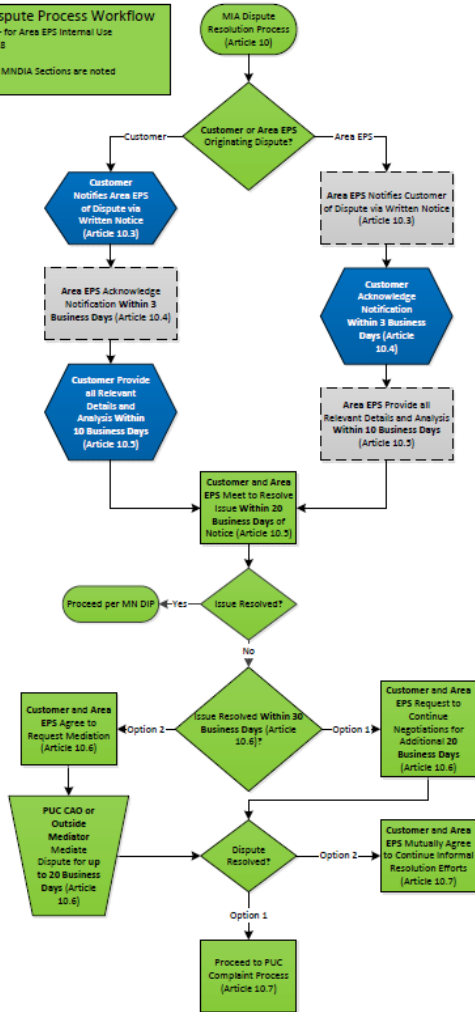 spute Process Workflow
- for Area EPS Internal Use
8
MNDIA Sections are noted
MIA Dispute
Resolution Process
(Article 10)
Customer or Area EPS
Originating Dispute?
Customer
Area EPS
Customer
Notifies Area EPS
of Dispute via
Written Notice
(Article 10.3)
Area EPS Notifies Customer
of Dispute via Written Notice
(Article 10.3)
Area EPS Acknowledge
Notification Within 3
Business Days (Article 10.4)
Customer
Acknowledge
Notification
Within 3 Business
Days (Article
10.4)
Customer Provide
all Relevant
Details and
Analysis Within
10 Business Days
(Article 10.5)
Area EPS Provide all
Relevant Details and Analysis
Within 10 Business Days
(Article 10.5)
Customer and Area
EPS Meet to Resolve
Issue Within 20
Business Days of
Notice (Article 10.5)
Proceed per MN DIP
Yes
Issue Resolved?
No
Customer and Area
EPS Agree to
Request Mediation
(Article 10.6)
Option 2
Issue Resolved Within 30
Business Days (Article
10.6)?
Option 1
Customer and Area
EPS Request to
Continue
Negotiations for
Additional 20
Business Days
(Article 10.6)
PUC CAO or
Outside
Mediator
Mediate
Dispute for up
to 20 Business
Days (Article
10.6)
Dispute
Resolved?
Option 2
Customer and Area
EPS Mutually Agree
to Continue Informal
Resolution Efforts
(Article 10.7)
Option 1
Proceed to PUC
Complaint Process
(Article 10.7)